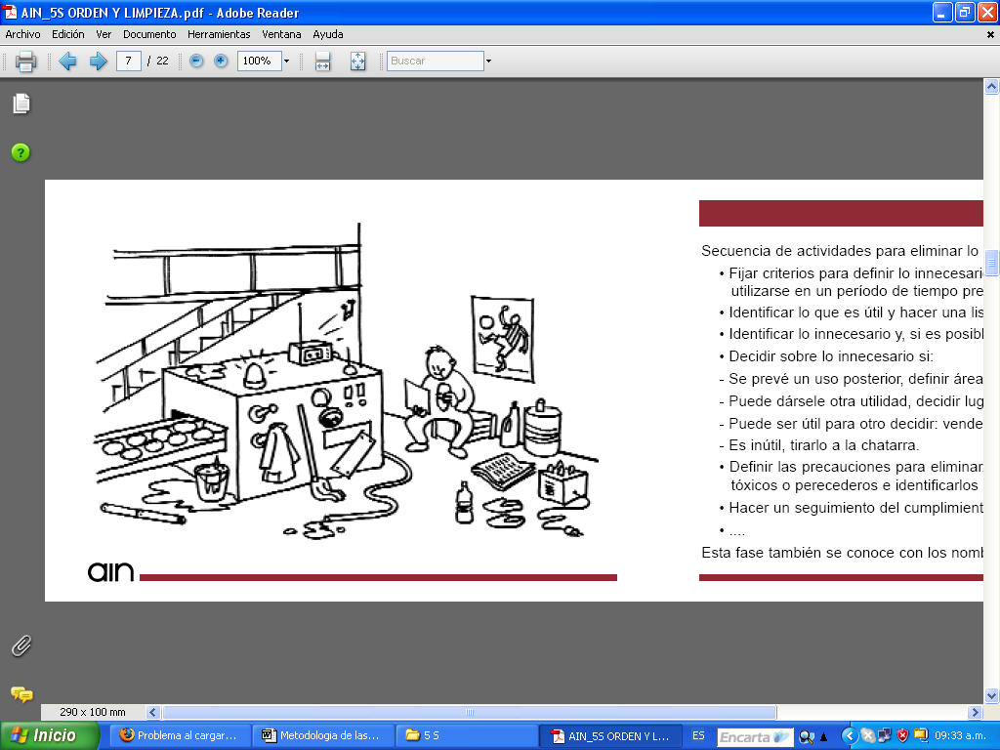 AIN_5S ORDEN Y LIMPIEZA.pdf - Adobe Reader
Archivo Edición Ver Documento Herramientas Ventana Ayuda
7 / 22 100% Buscar
Secuencia de actividades para eliminar lo
• Fijar criterios para definir lo innecesari
utilizarse en un período de tiempo pre
• Identificar lo que es útil y hacer una lis
• Identificar lo innecesario y, si es posibl
• Decidir sobre lo innecesario si:
- Se prevé un uso posterior, definir área
- Puede dársele otra utilidad, decidir lug
- Puede ser útil para otro decidir: vende
- Es inútil, tirarlo a la chatarra.
• Definir las precauciones para eliminar
tóxicos o perecederos e identificarlos
• Hacer un seguimiento del cumplimient
• ....
Esta fase también se conoce con los nomb
ain
290 x 100 mm
Inicio Problema al cargar... Metodologia de las... 5 S AIN_5S ORDEN Y L... ES Encarta 09:33 a.m.